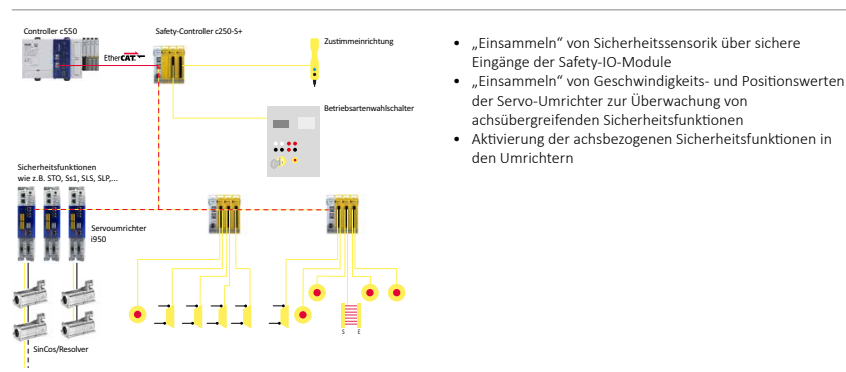 Controller c550
Safety-Controller c250-S+
EtherCAT.
Zustimmeinrichtung
Betriebsartenwahlschalter
Sicherheitsfunktionen
wie z.B. STO, Ss1, SLS, SLP,...
Servoumrichter
i950
SinCos/Resolver
S E
• „Einsammeln“ von Sicherheitssensorik über sichere
Eingänge der Safety-IO-Module
• „Einsammeln“ von Geschwindigkeits- und Positionswerten
der Servo-Umrichter zur Überwachung von
achsübergreifenden Sicherheitsfunktionen
• Aktivierung der achsbezogenen Sicherheitsfunktionen in
den Umrichtern